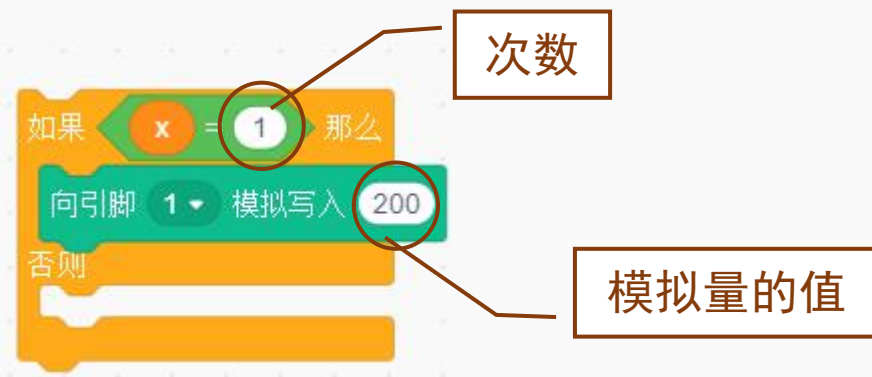 次数
如果 x = 1 那么
向引脚 1 模拟写入 200
否则
模拟量的值